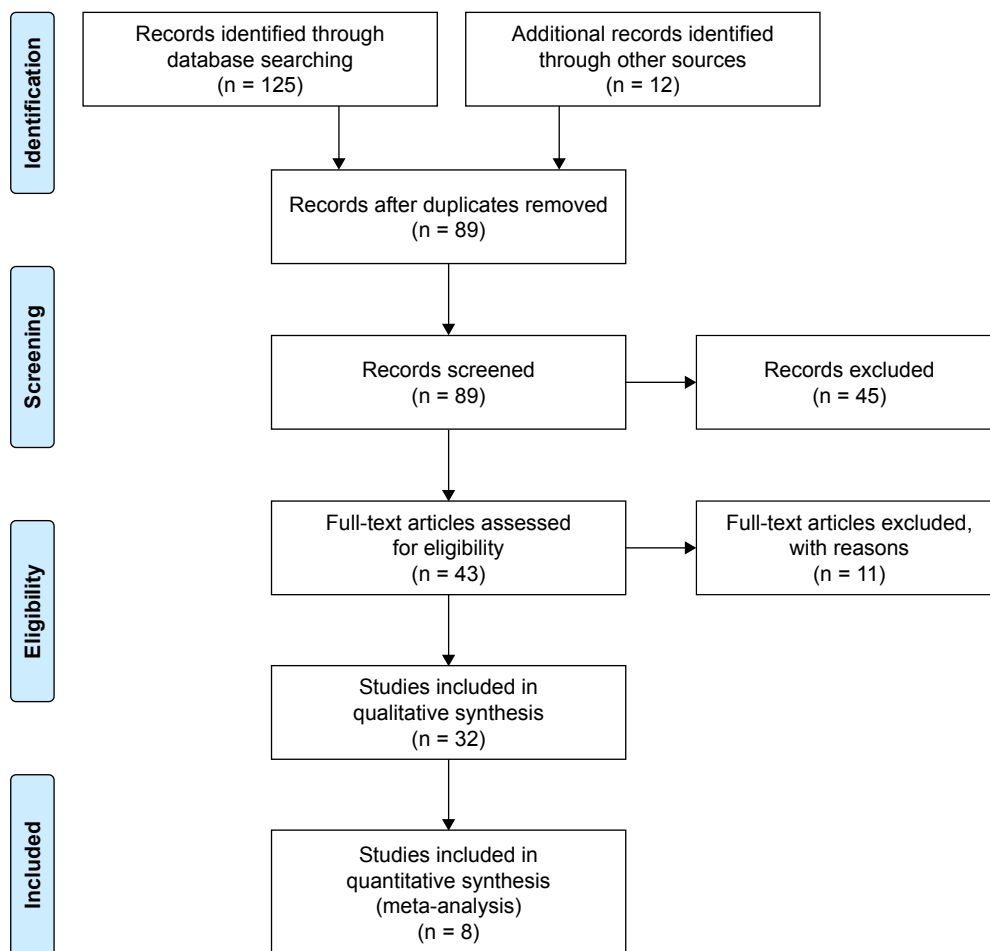 Identification
Records identified through
database searching
(n = 125)
Additional records identified
through other sources
(n = 12)
Records after duplicates removed
(n = 89)
Screening
Records screened
(n = 89)
Records excluded
(n = 45)
Eligibility
Full-text articles assessed
for eligibility
(n = 43)
Full-text articles excluded,
with reasons
(n = 11)
Studies included in
qualitative synthesis
(n = 32)
Included
Studies included in
quantitative synthesis
(meta-analysis)
(n = 8)